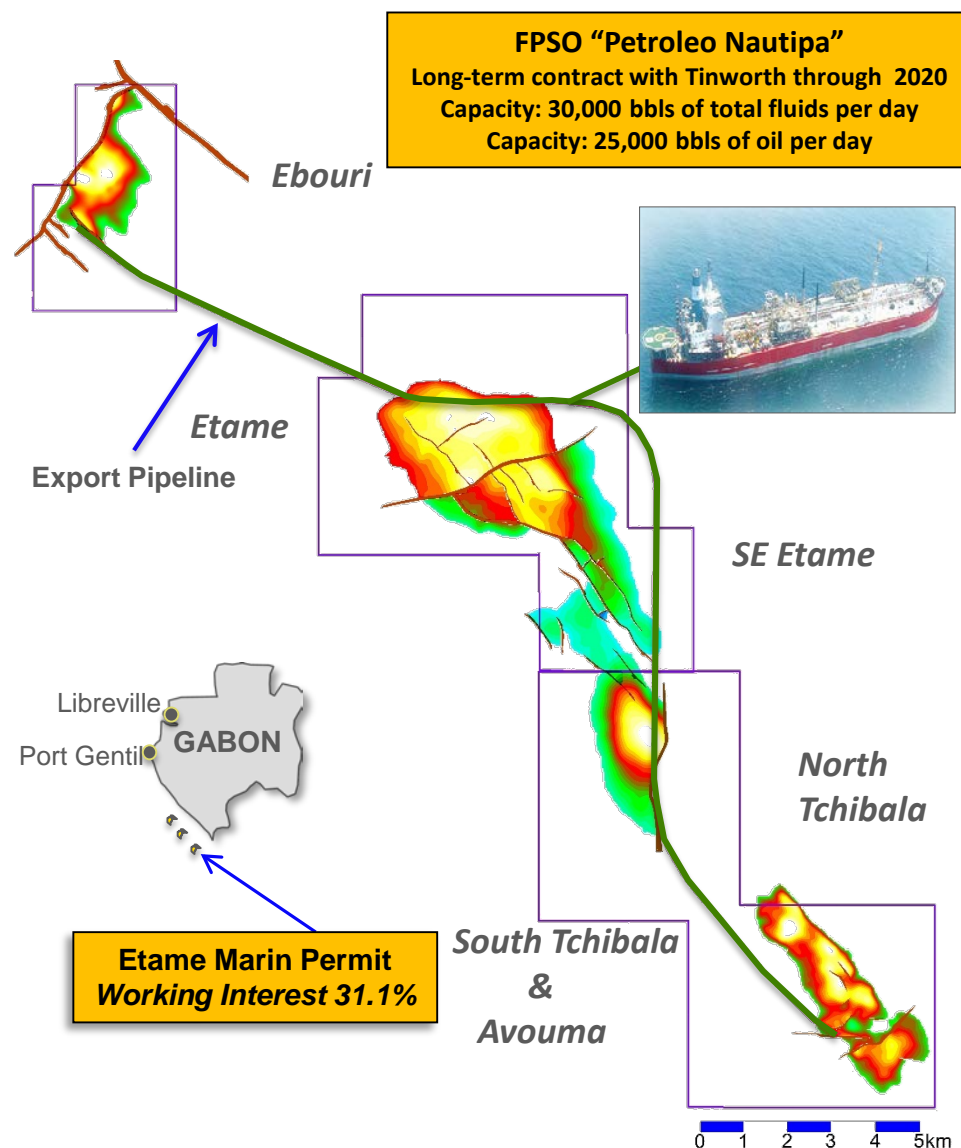 FPSO “Petroleo Nautipa”
Long-term contract with Tinworth through 2020
Capacity: 30,000 bbls of total fluids per day
Capacity: 25,000 bbls of oil per day
Ebouri
Etame
Export Pipeline
SE Etame
Libreville
GABON
Port Gentil
North
Tchibala
Etame Marin Permit
Working Interest 31.1%
South Tchibala
&
Avouma
0 1 2 3 4 5km